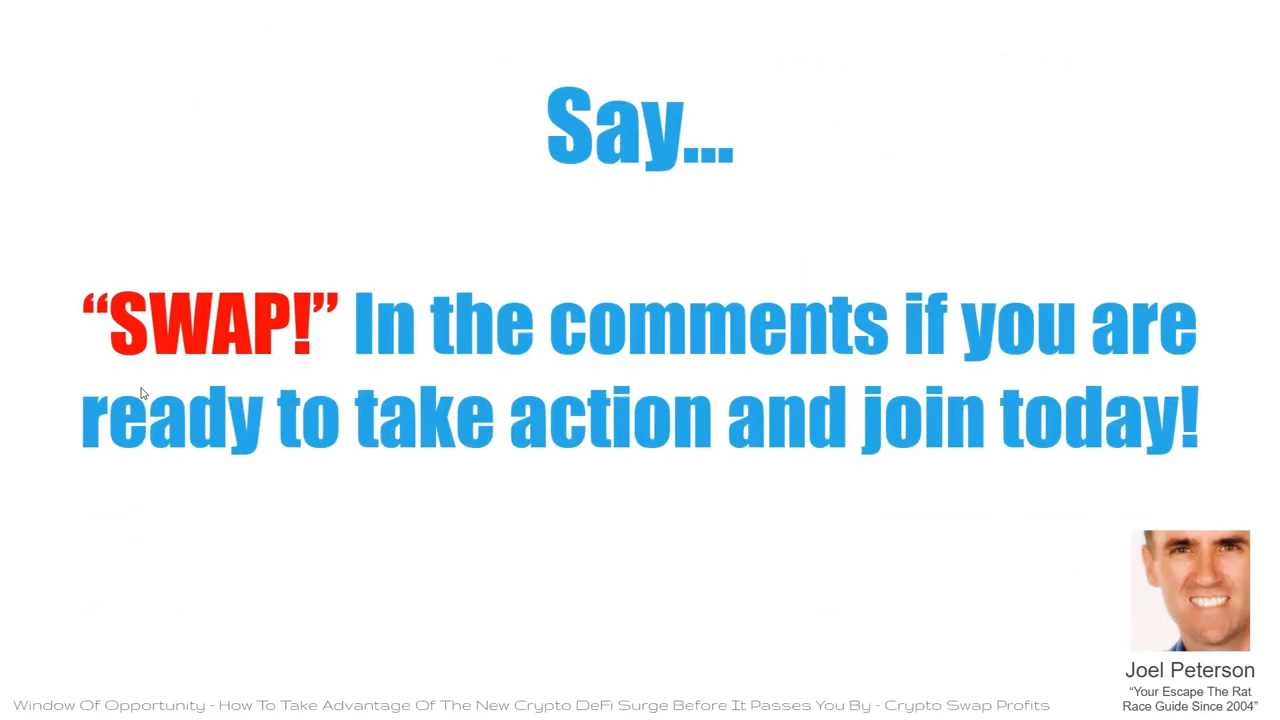 Say...
“SWAP!” In the comments if you are
ready to take action and join today!
Joel Peterson
“Your Escape The Rat
Race Guide Since 2004”
Window Of Opportunity - How To Take Advantage Of The New Crypto DeFi Surge Before It Passes You By - Crypto Swap Profits